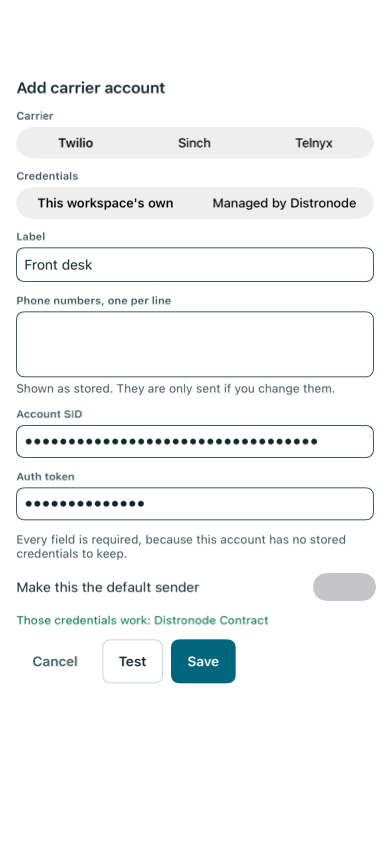 Add carrier account
Carrier
Twilio
Sinch
Telnyx
Credentials
This workspace's own
Managed by Distronode
Label
Front desk
Phone numbers, one per line
Shown as stored. They are only sent if you change them.
Account SID
••••••••••••••••••••••••••••••••••
Auth token
••••••••••••••
Every field is required, because this account has no stored
credentials to keep.
Make this the default sender
Those credentials work: Distronode Contract
Cancel
Test
Save